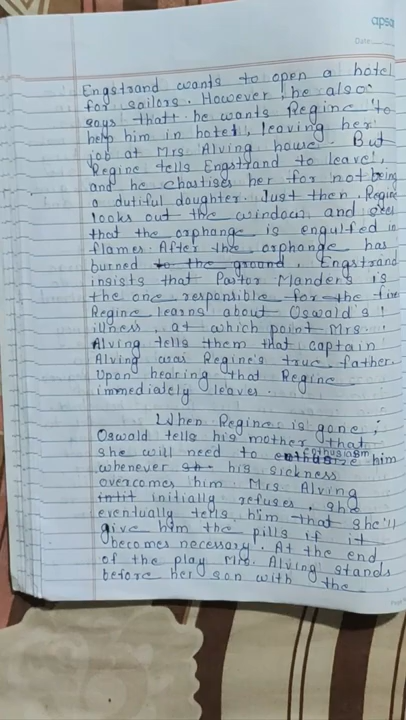 apsa
Date:
Engstrand wants to open a hotel
for sailors. However, he also
says that he wants Regine to
help him in hotel, leaving her
job at Mrs Alving house. But
Regine tells Engstrand to leave,
and he chastises her for not being
a dutiful daughter. Just then, Regine
looks out the window and sees
that the orphange is engulfed in
flames. After the orphange has
burned to the ground, Engstrand
insists that Pastor Manders is
the one responsible for the fire
Regine learns about Oswald's
illness, at which point Mrs.
Alving tells them that captain
Alving was Regine's true father.
Upon hearing that Regine
immediately leaves.
When Regine is gone,
Oswald tells his mother that
she will need to enthusiasm him
whenever his sickness
overcomes him. Mrs Alving
initially refuses, she
eventually tells him that she'll
give him the pills if it
becomes necessary. At the end
of the play Mrs. Alving stands
before her son with the